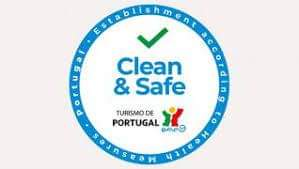 Portugal • Establishment according to Health Measures •
Clean
& Safe
TURISMO DE
PORTUGAL